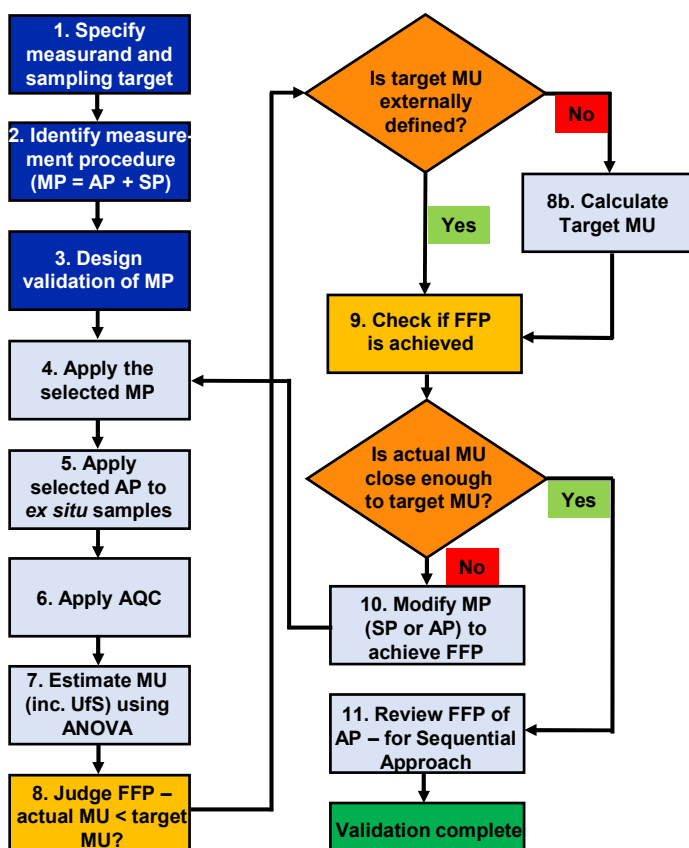 1. Specify
measurand and
sampling target
2. Identify measure-
ment procedure
(MP = AP + SP)
3. Design
validation of MP
4. Apply the
selected MP
5. Apply
selected AP to
ex situ samples
6. Apply AQC
7. Estimate MU
(inc. UfS) using
ANOVA
8. Judge FFP –
actual MU < target
MU?
Is target MU
externally
defined?
No
8b. Calculate
Target MU
Yes
9. Check if FFP
is achieved
Is actual MU
close enough
to target MU?
Yes
No
10. Modify MP
(SP or AP) to
achieve FFP
11. Review FFP of
AP – for Sequential
Approach
Validation complete